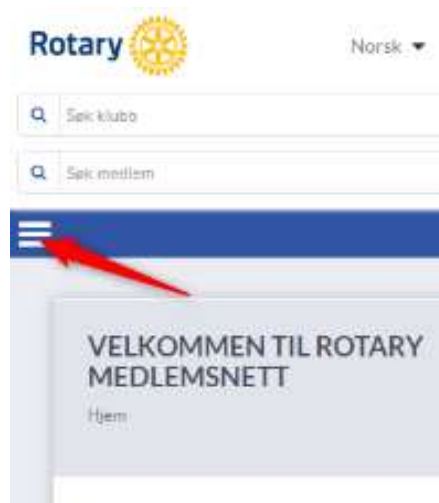 Rotary
Norsk
Søk klubb
Søk medlem
VELKOMMEN TIL ROTARY
MEDLEMSNETT
Hjem